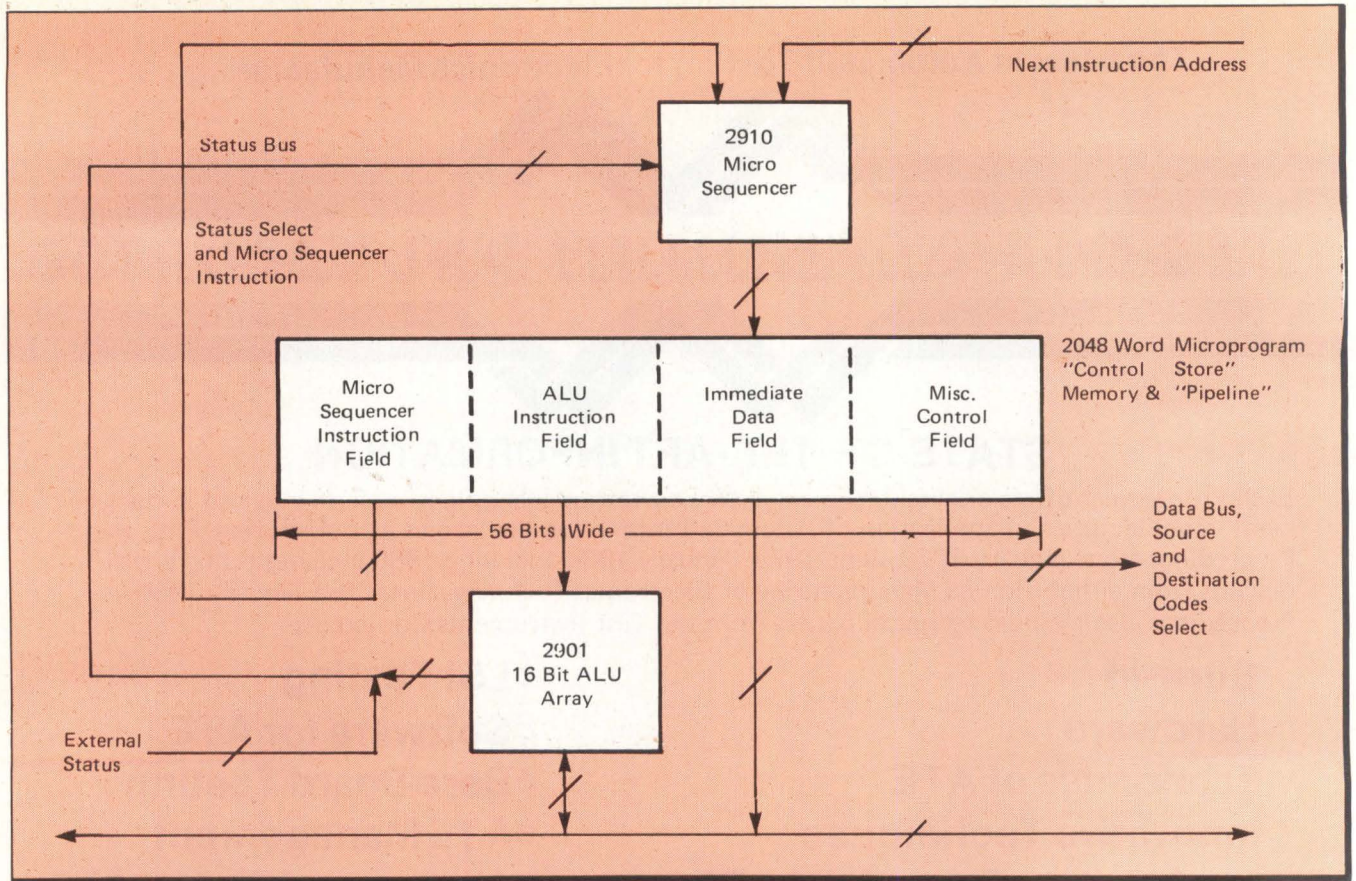 Next Instruction Address
2910
Micro
Sequencer
Status Bus
Status Select
and Micro Sequencer
Instruction
2048 Word Microprogram
"Control Store"
Memory & "Pipeline"
Micro
Sequencer
Instruction
Field
ALU
Instruction
Field
Immediate
Data
Field
Misc.
Control
Field
56 Bits Wide
Data Bus,
Source
and
Destination
Codes
Select
2901
16 Bit ALU
Array
External
Status